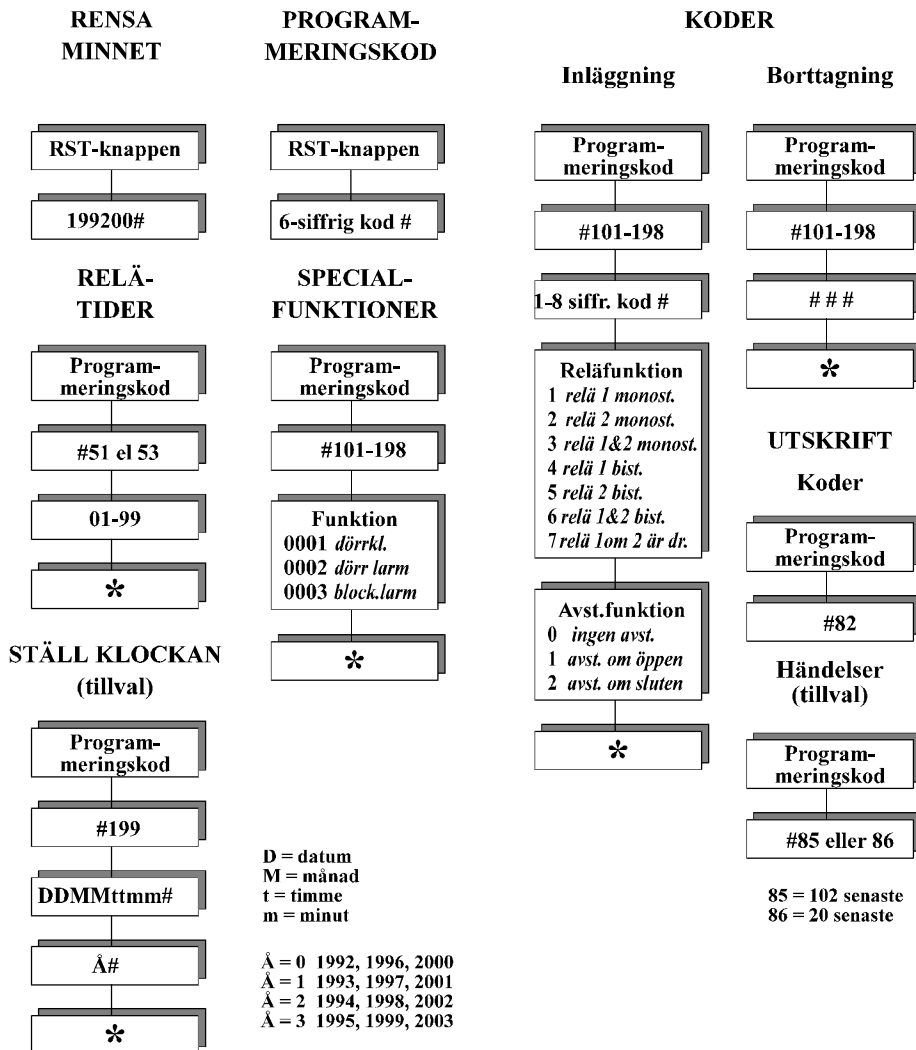 RENSA
MINNET
RST-knappen
199200#
RELÄ-
TIDER
Program-
meringskod
#51 el 53
01-99
*
STÄLL KLOCKAN
(tillval)
Program-
meringskod
#199
DDMMttmm#
Å#
*
PROGRAM-
MERINGSKOD
RST-knappen
6-siffrig kod #
SPECIAL-
FUNKTIONER
Program-
meringskod
#101-198
Funktion
0001 dörrkl.
0002 dörr larm
0003 block.larm
*
D = datum
M = månad
t = timme
m = minut
Å = 0 1992, 1996, 2000
Å = 1 1993, 1997, 2001
Å = 2 1994, 1998, 2002
Å = 3 1995, 1999, 2003
KODER
Inläggning
Program-
meringskod
#101-198
1-8 siffr. kod #
Reläfunktion
1 relä 1 monost.
2 relä 2 monost.
3 relä 1&2 monost.
4 relä 1 bist.
5 relä 2 bist.
6 relä 1&2 bist.
7 relä 1om 2 är dr.
Avst.funktion
0 ingen avst.
1 avst. om öppen
2 avst. om sluten
*
Borttagning
Program-
meringskod
#101-198
# # #
*
UTSKRIFT
Koder
Program-
meringskod
#82
Händelser
(tillval)
Program-
meringskod
#85 eller 86
85 = 102 senaste
86 = 20 senaste